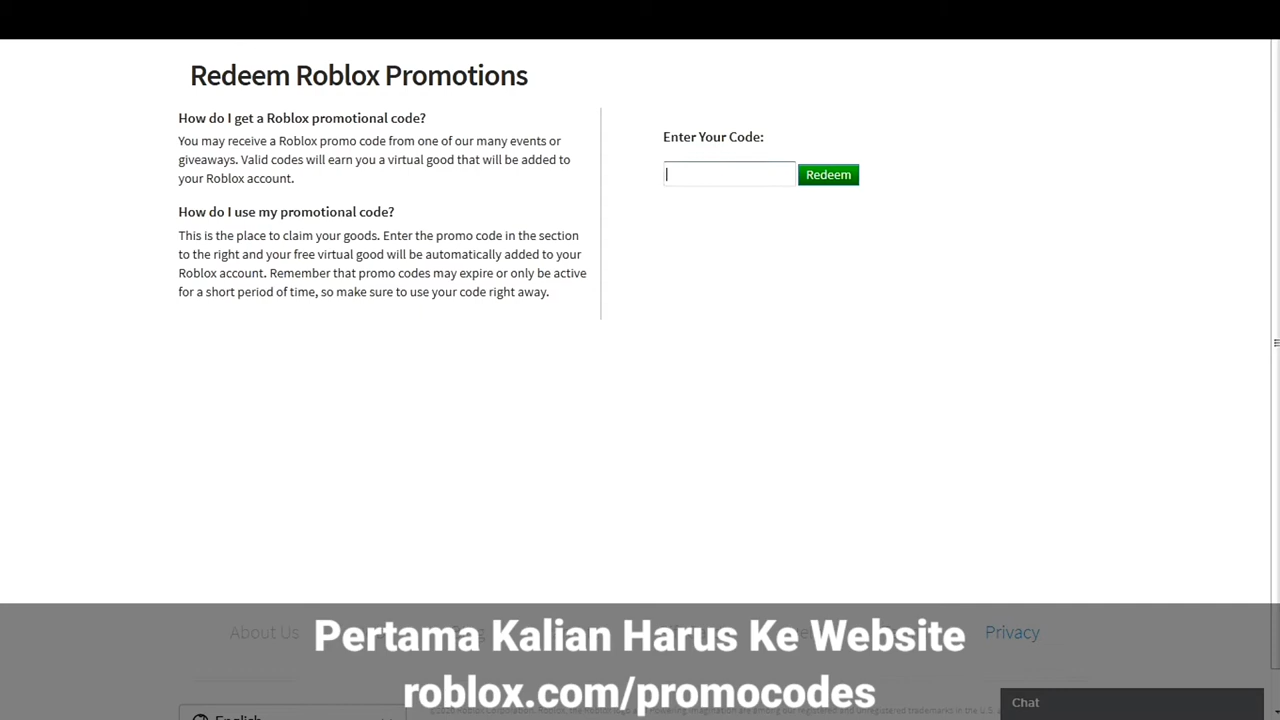 Redeem Roblox Promotions
How do I get a Roblox promotional code?
You may receive a Roblox promo code from one of our many events or
giveaways. Valid codes will earn you a virtual good that will be added to
your Roblox account.
How do I use my promotional code?
This is the place to claim your goods. Enter the promo code in the section
to the right and your free virtual good will be automatically added to your
Roblox account. Remember that promo codes may expire or only be active
for a short period of time, so make sure to use your code right away.
Enter Your Code:
Redeem
About Us
Privacy
Pertama Kalian Harus Ke Website
roblox.com/promocodes
English
Chat